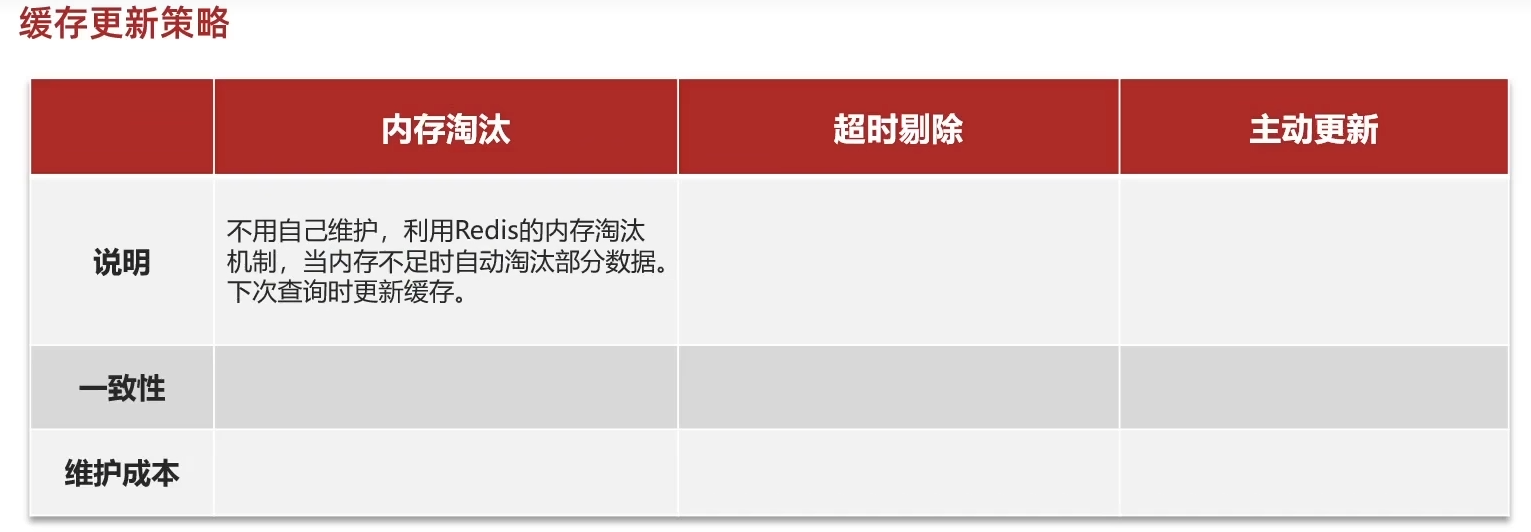 缓存更新策略
内存淘汰
超时剔除
主动更新
说明
不用自己维护，利用Redis的内存淘汰
机制，当内存不足时自动淘汰部分数据。
下次查询时更新缓存。
一致性
维护成本